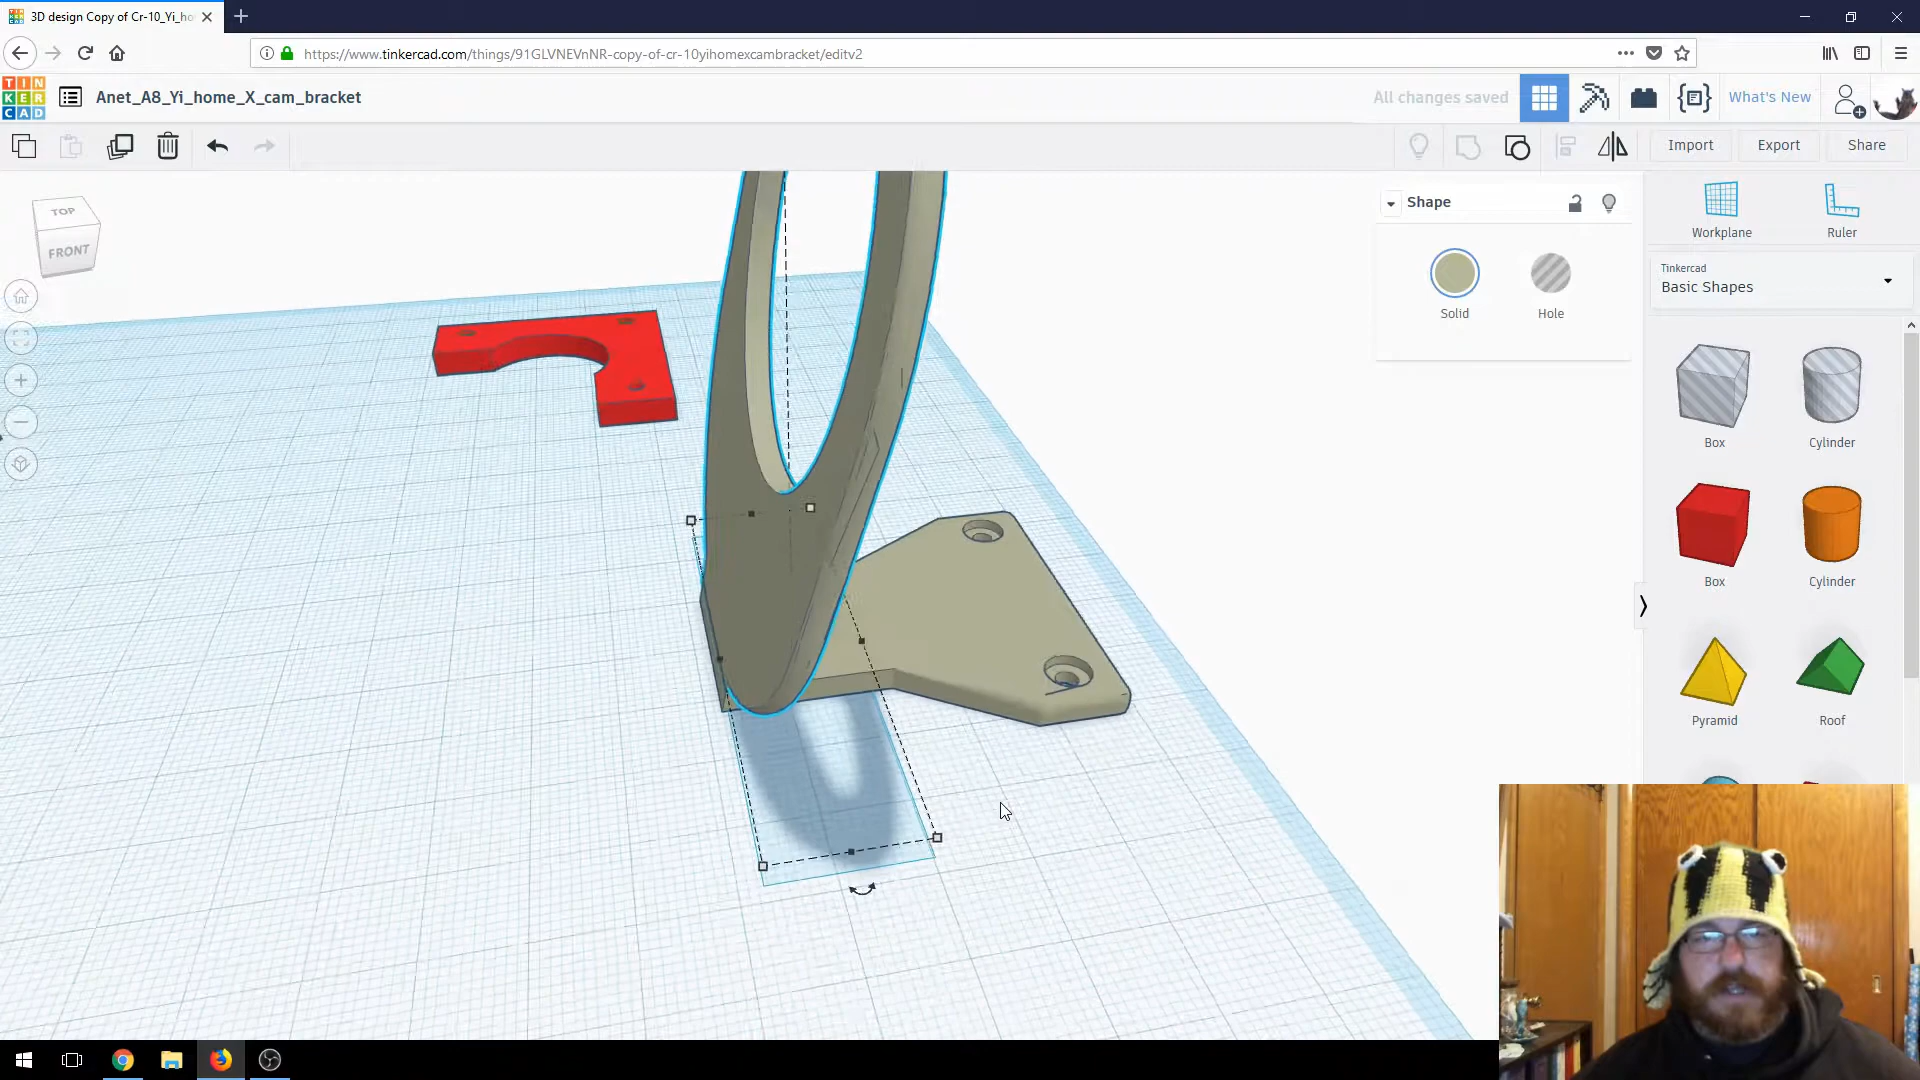 3D design Copy of Cr-10_Yi_ho
https://www.tinkercad.com/things/91GLVNEVnNR-copy-of-cr-10yihomexcambracket/editv2
TIN
KER
CAD
Anet_A8_Yi_home_X_cam_bracket
All changes saved
What's New
Import
Export
Share
TOP
FRONT
Shape
Solid
Hole
Workplane
Ruler
Tinkercad
Basic Shapes
Box
Cylinder
Box
Cylinder
Pyramid
Roof